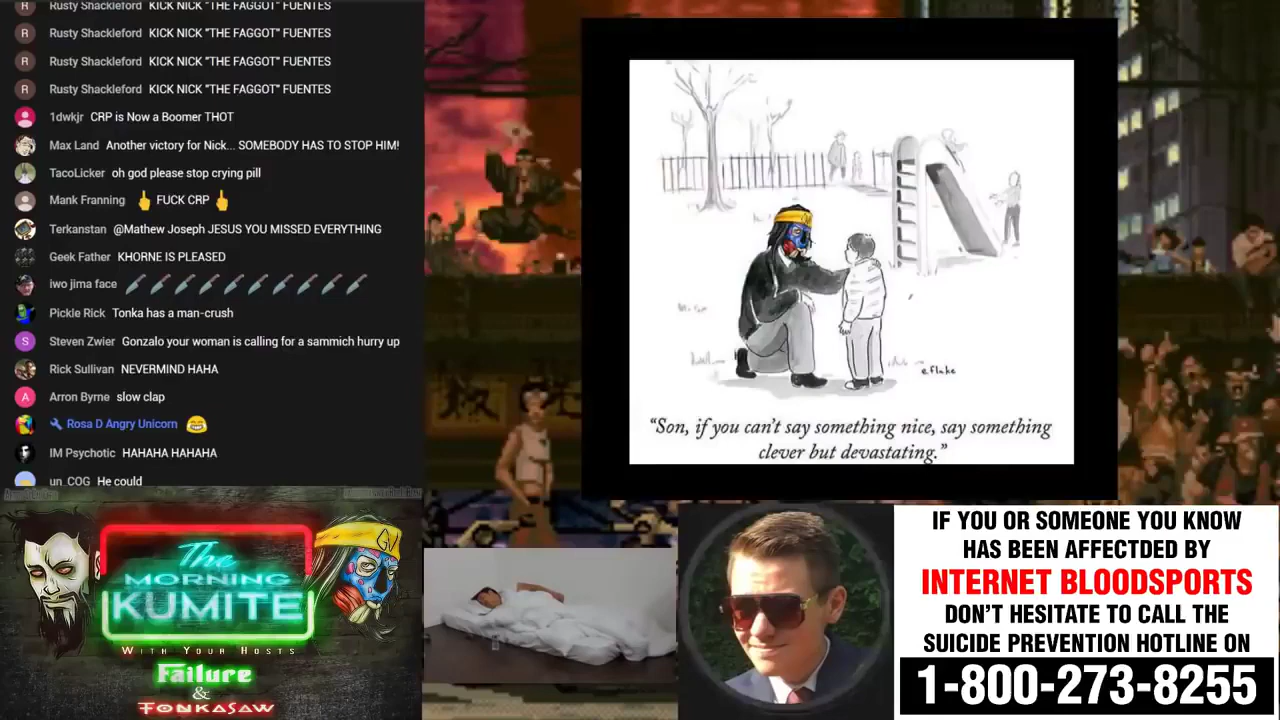 Rusty Shackleford KICK NICK "THE FAGGOT" FUENTES
Rusty Shackleford KICK NICK "THE FAGGOT" FUENTES
Rusty Shackleford KICK NICK "THE FAGGOT" FUENTES
Rusty Shackleford KICK NICK "THE FAGGOT" FUENTES
1dwkjr CRP is Now a Boomer THOT
Max Land Another victory for Nick... SOMEBODY HAS TO STOP HIM!
TacoLicker oh god please stop crying pill
Mank Franning 🖕 FUCK CRP 🖕
Terkanstan @Mathew Joseph JESUS YOU MISSED EVERYTHING
Geek Father KHORNE IS PLEASED
iwo jima face
Pickle Rick Tonka has a man-crush
S Steven Zwier Gonzalo your woman is calling for a sammich hurry up
Rick Sullivan NEVERMIND HAHA
A Arron Byrne slow clap
Rosa D Angry Unicorn 😂
IM Psychotic HAHAHA HAHAHA
un_COG He could
e.flake
“Son, if you can’t say something nice, say something
clever but devastating.”
GV
The
MORNING
KUMITE
WITH YOUR HOSTS
Failure
&
TONKASAW
IF YOU OR SOMEONE YOU KNOW
HAS BEEN AFFECTDED BY
INTERNET BLOODSPORTS
DON’T HESITATE TO CALL THE
SUICIDE PREVENTION HOTLINE ON
1-800-273-8255